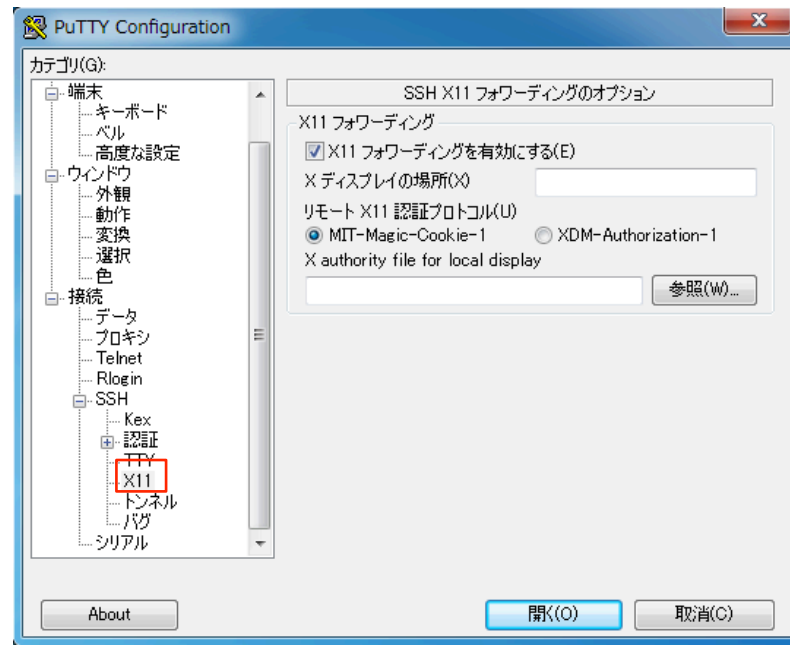 PuTTY Configuration
カテゴリ(G):
端末
キーボード
ベル
高度な設定
ウィンドウ
外観
動作
変換
選択
色
接続
データ
プロキシ
Telnet
Rlogin
SSH
Kex
認証
TTY
X11
トンネル
バグ
シリアル
SSH X11 フォワーディングのオプション
X11 フォワーディング
X11 フォワーディングを有効にする(E)
X ディスプレイの場所(X)
リモート X11 認証プロトコル(U)
MIT-Magic-Cookie-1 XDM-Authorization-1
X authority file for local display
参照(W)...
About 開く(O) 取消(C)